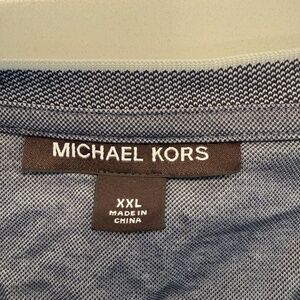 MICHAEL KORS
XXL
MADE IN
CHINA